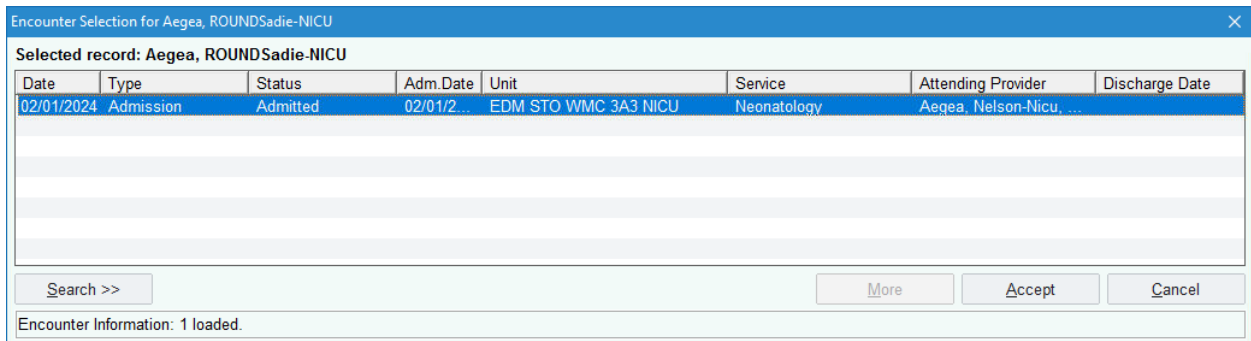 Encounter Selection for Aegea, ROUNDSadie-NICU
Selected record: Aegea, ROUNDSadie-NICU
Date Type Status Adm.Date Unit Service Attending Provider Discharge Date
02/01/2024 Admission Admitted 02/01/2... EDM STO WMC 3A3 NICU Neonatology Aegea, Nelson-Nicu, ...
Search >> More Accept Cancel
Encounter Information: 1 loaded.